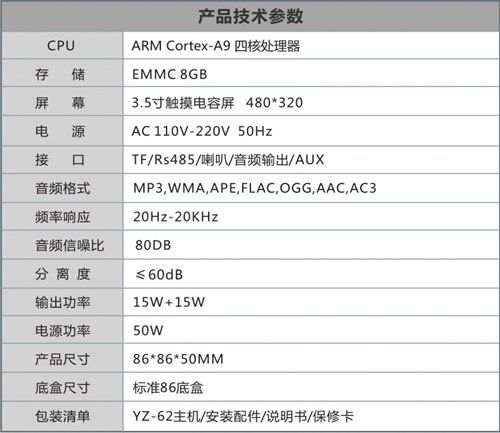 产品技术参数
CPU ARM Cortex-A9 四核处理器
存 储 EMMC 8GB
屏 幕 3.5寸触摸电容屏 480*320
电 源 AC 110V-220V 50Hz
接 口 TF/Rs485/喇叭/音频输出/AUX
音频格式 MP3,WMA,APE,FLAC,OGG,AAC,AC3
频率响应 20Hz-20KHz
音频信噪比 80DB
分 离 度 ≤60dB
输出功率 15W+15W
电源功率 50W
产品尺寸 86*86*50MM
底盒尺寸 标准86底盒
包装清单 YZ-62主机/安装配件/说明书/保修卡